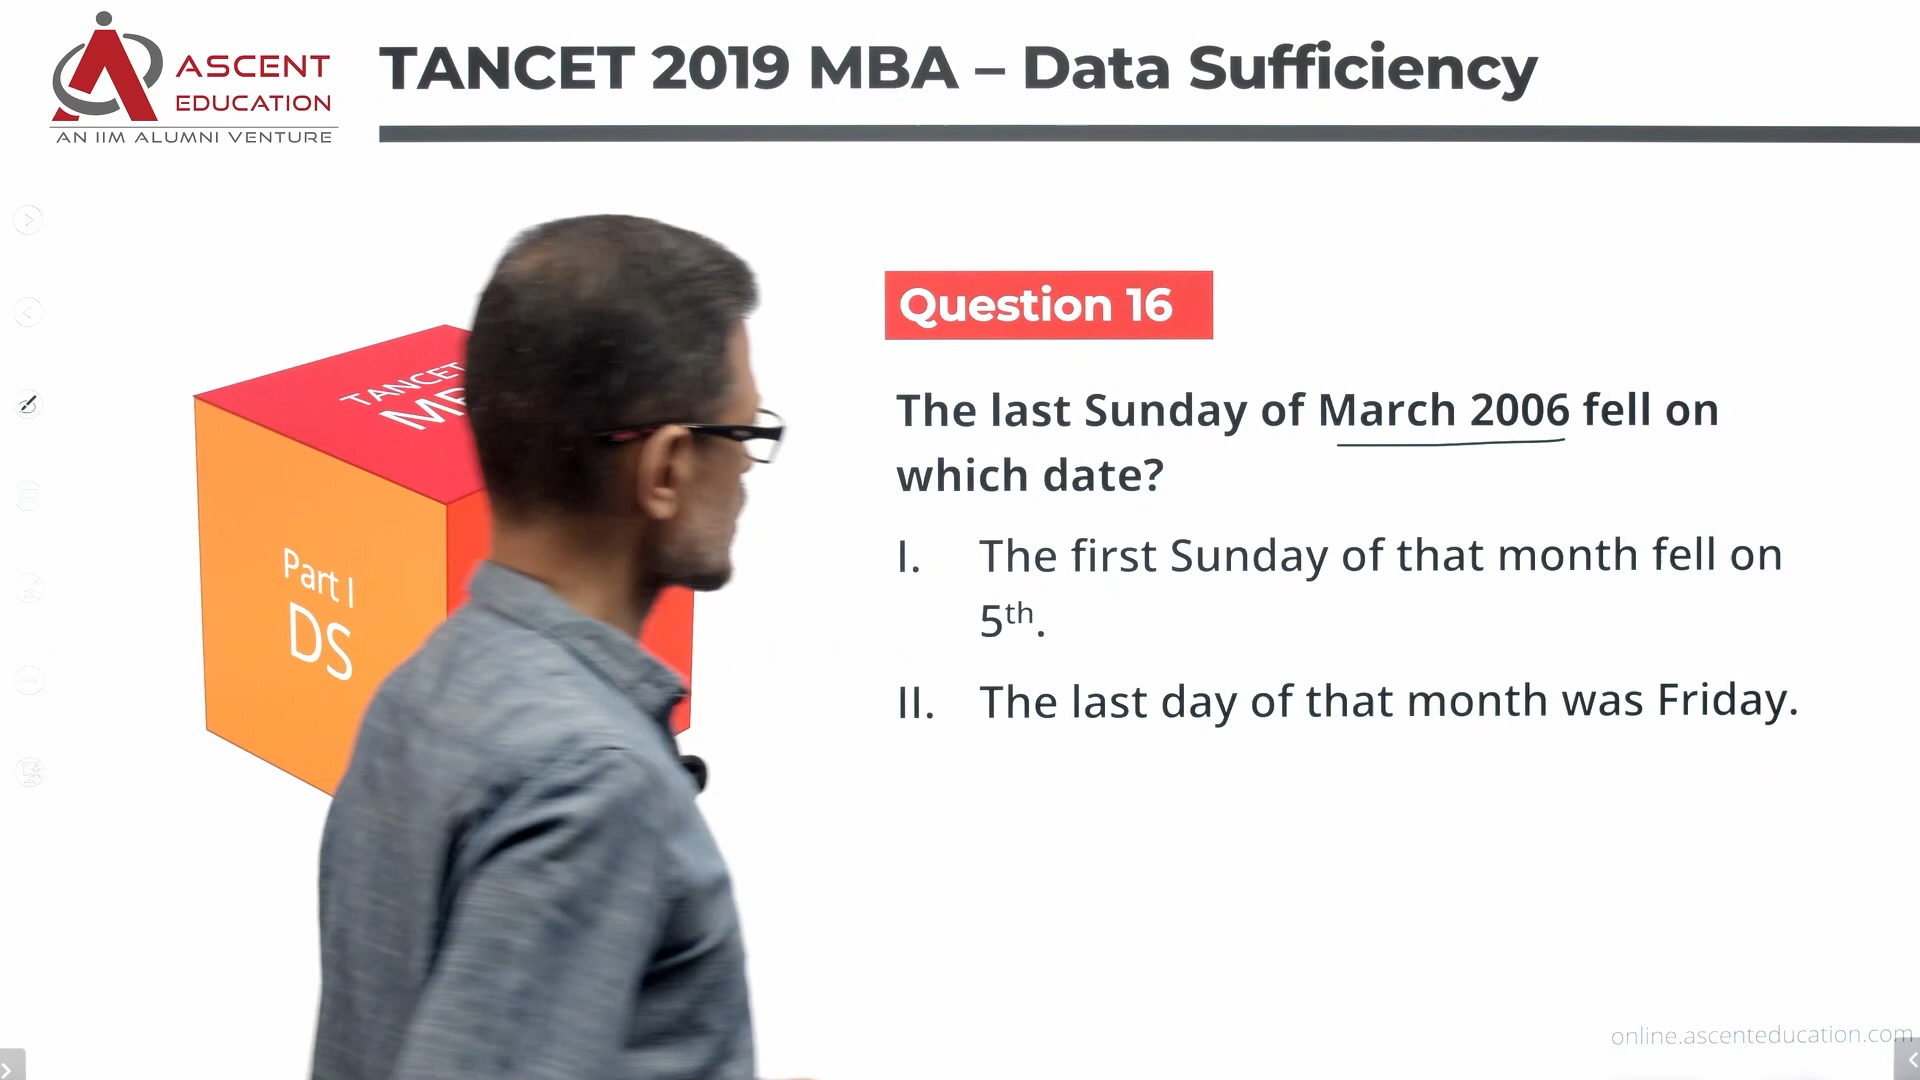 ASCENT
EDUCATION
AN IIM ALUMNI VENTURE
TANCET 2019 MBA – Data Sufficiency
TANCET
Part I
DS
Question 16
The last Sunday of March 2006 fell on
which date?
I. The first Sunday of that month fell on
5th.
II. The last day of that month was Friday.
online.ascenteducation.com